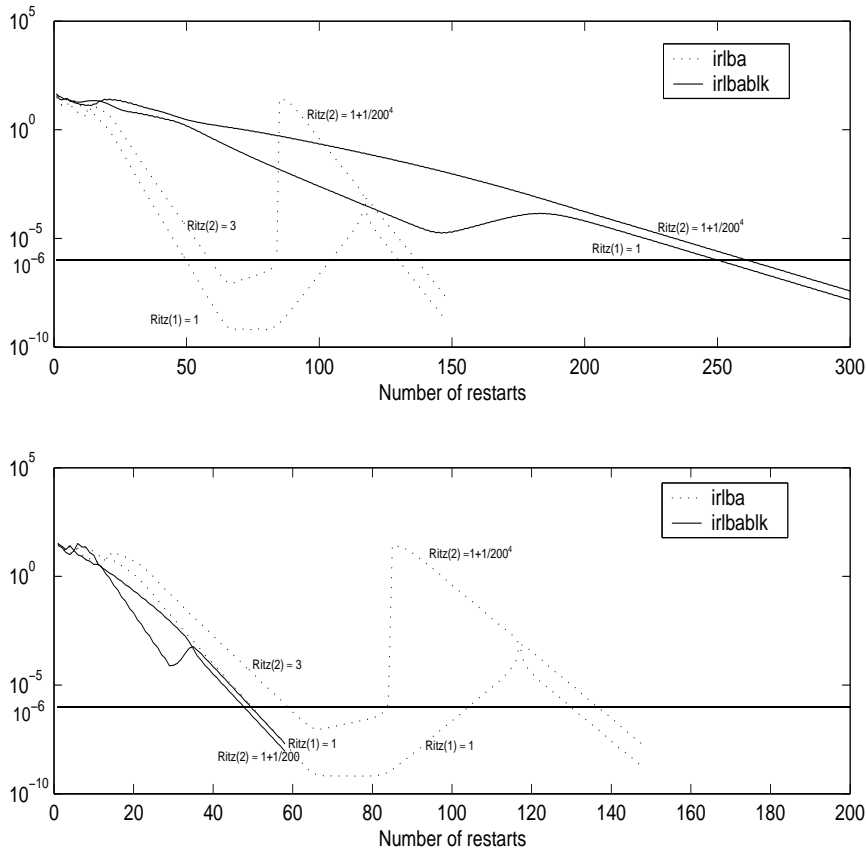 10^5
irlba
irlbablk
Ritz(2) ≈ 1+1/200^4
10^0
Ritz(2) ≈ 3
Ritz(2) ≈ 1+1/200^4
10^-5
Ritz(1) ≈ 1
10^-6
Ritz(1) ≈ 1
10^-10
0 50 100 150 200 250 300
Number of restarts
10^5
irlba
irlbablk
Ritz(2) ≈1+1/200^4
10^0
Ritz(2) ≈ 3
10^-5
10^-6
Ritz(1) ≈ 1 Ritz(1) ≈ 1
Ritz(2) ≈ 1+1/200
10^-10
0 20 40 60 80 100 120 140 160 180 200
Number of restarts